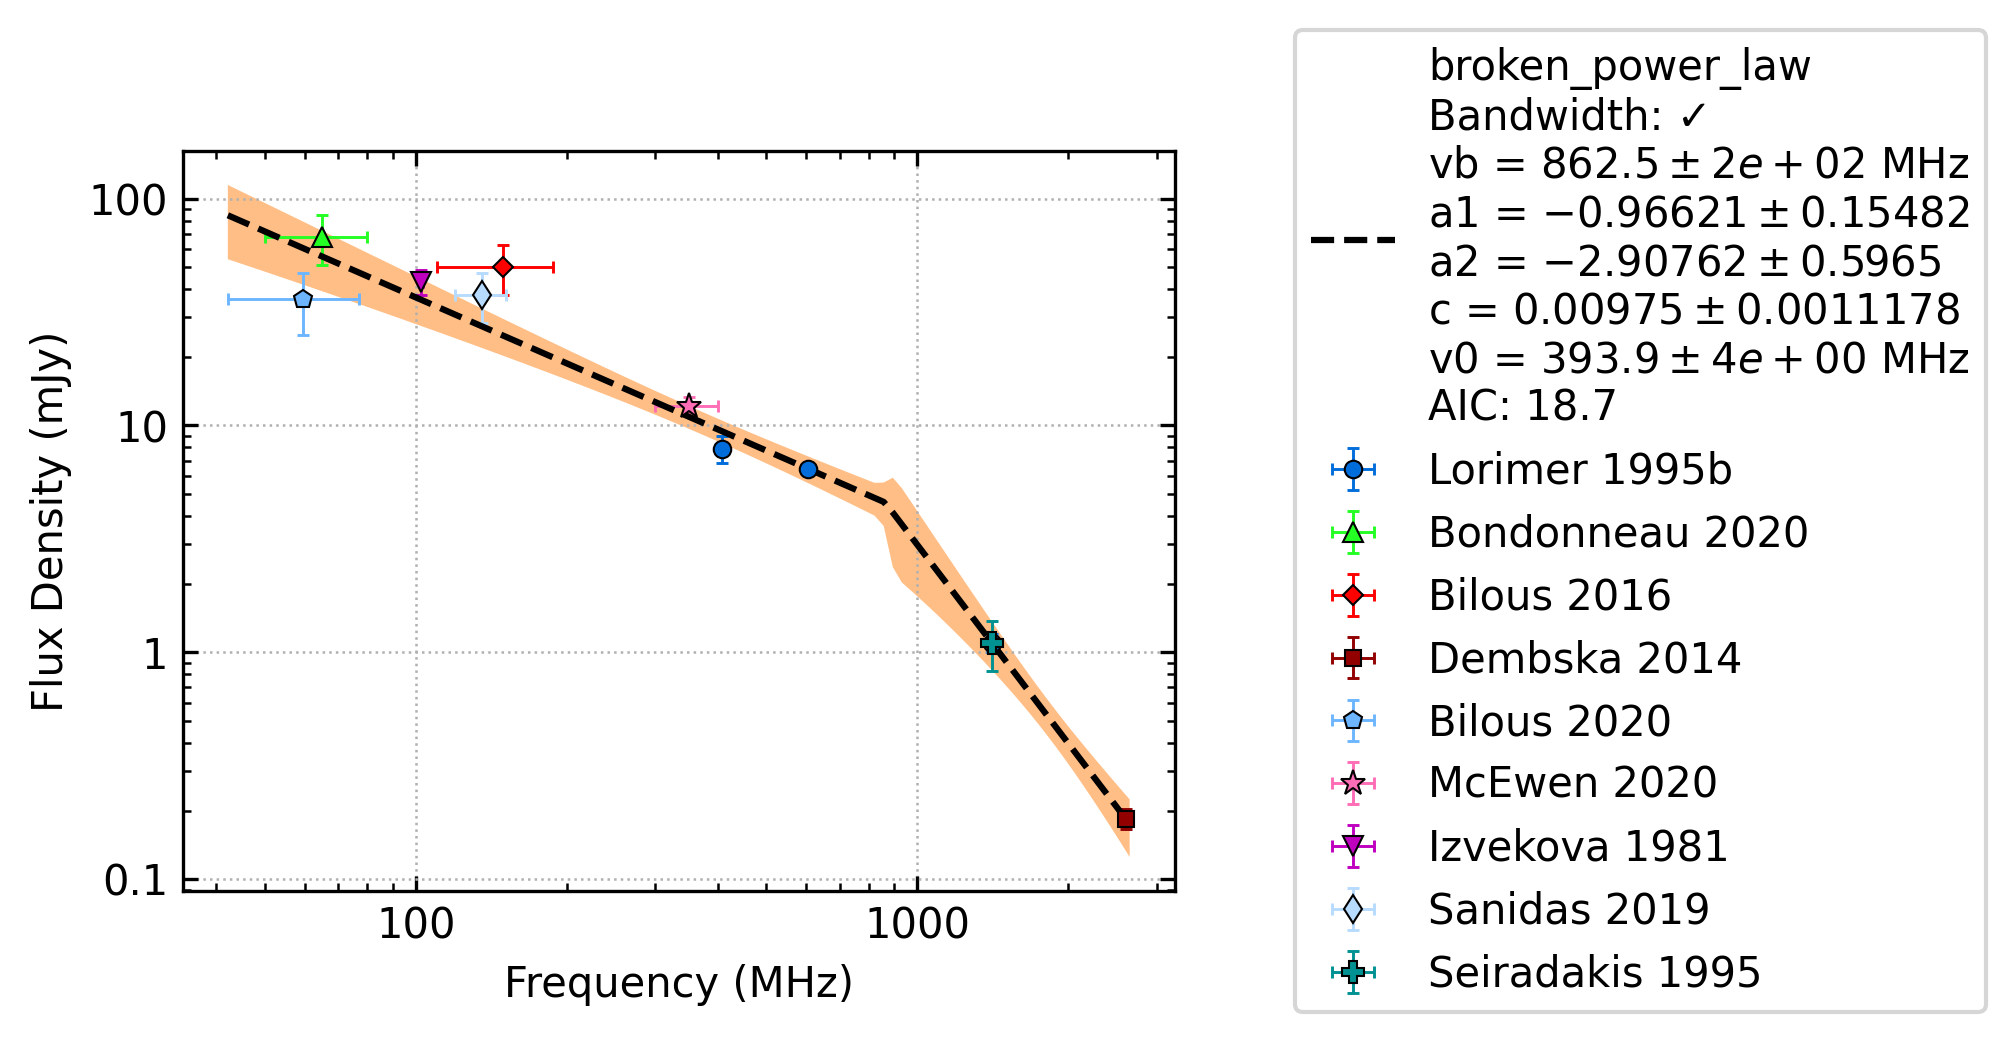 100
10
1
0.1
100
1000
Flux Density (mJy)
Frequency (MHz)
broken_power_law
Bandwidth: ✓
vb = 862.5 ± 2e + 02 MHz
a1 = −0.96621 ± 0.15482
a2 = −2.90762 ± 0.5965
c = 0.00975 ± 0.0011178
v0 = 393.9 ± 4e + 00 MHz
AIC: 18.7
Lorimer 1995b
Bondonneau 2020
Bilous 2016
Dembska 2014
Bilous 2020
McEwen 2020
Izvekova 1981
Sanidas 2019
Seiradakis 1995